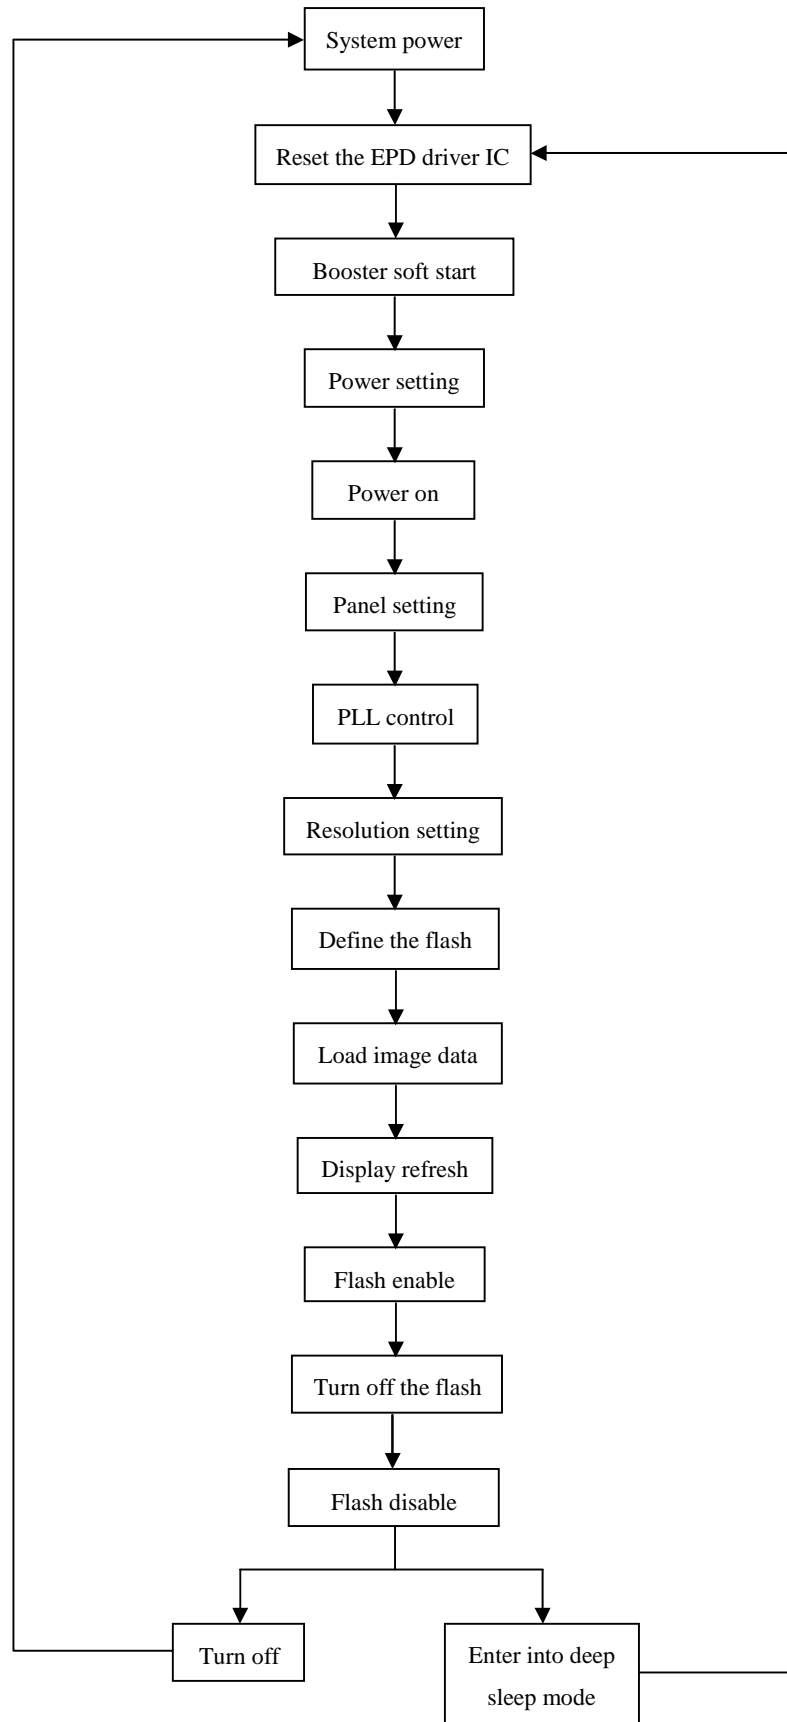 System power
Reset the EPD driver IC
Booster soft start
Power setting
Power on
Panel setting
PLL control
Resolution setting
Define the flash
Load image data
Display refresh
Flash enable
Turn off the flash
Flash disable
Turn off
Enter into deep
sleep mode